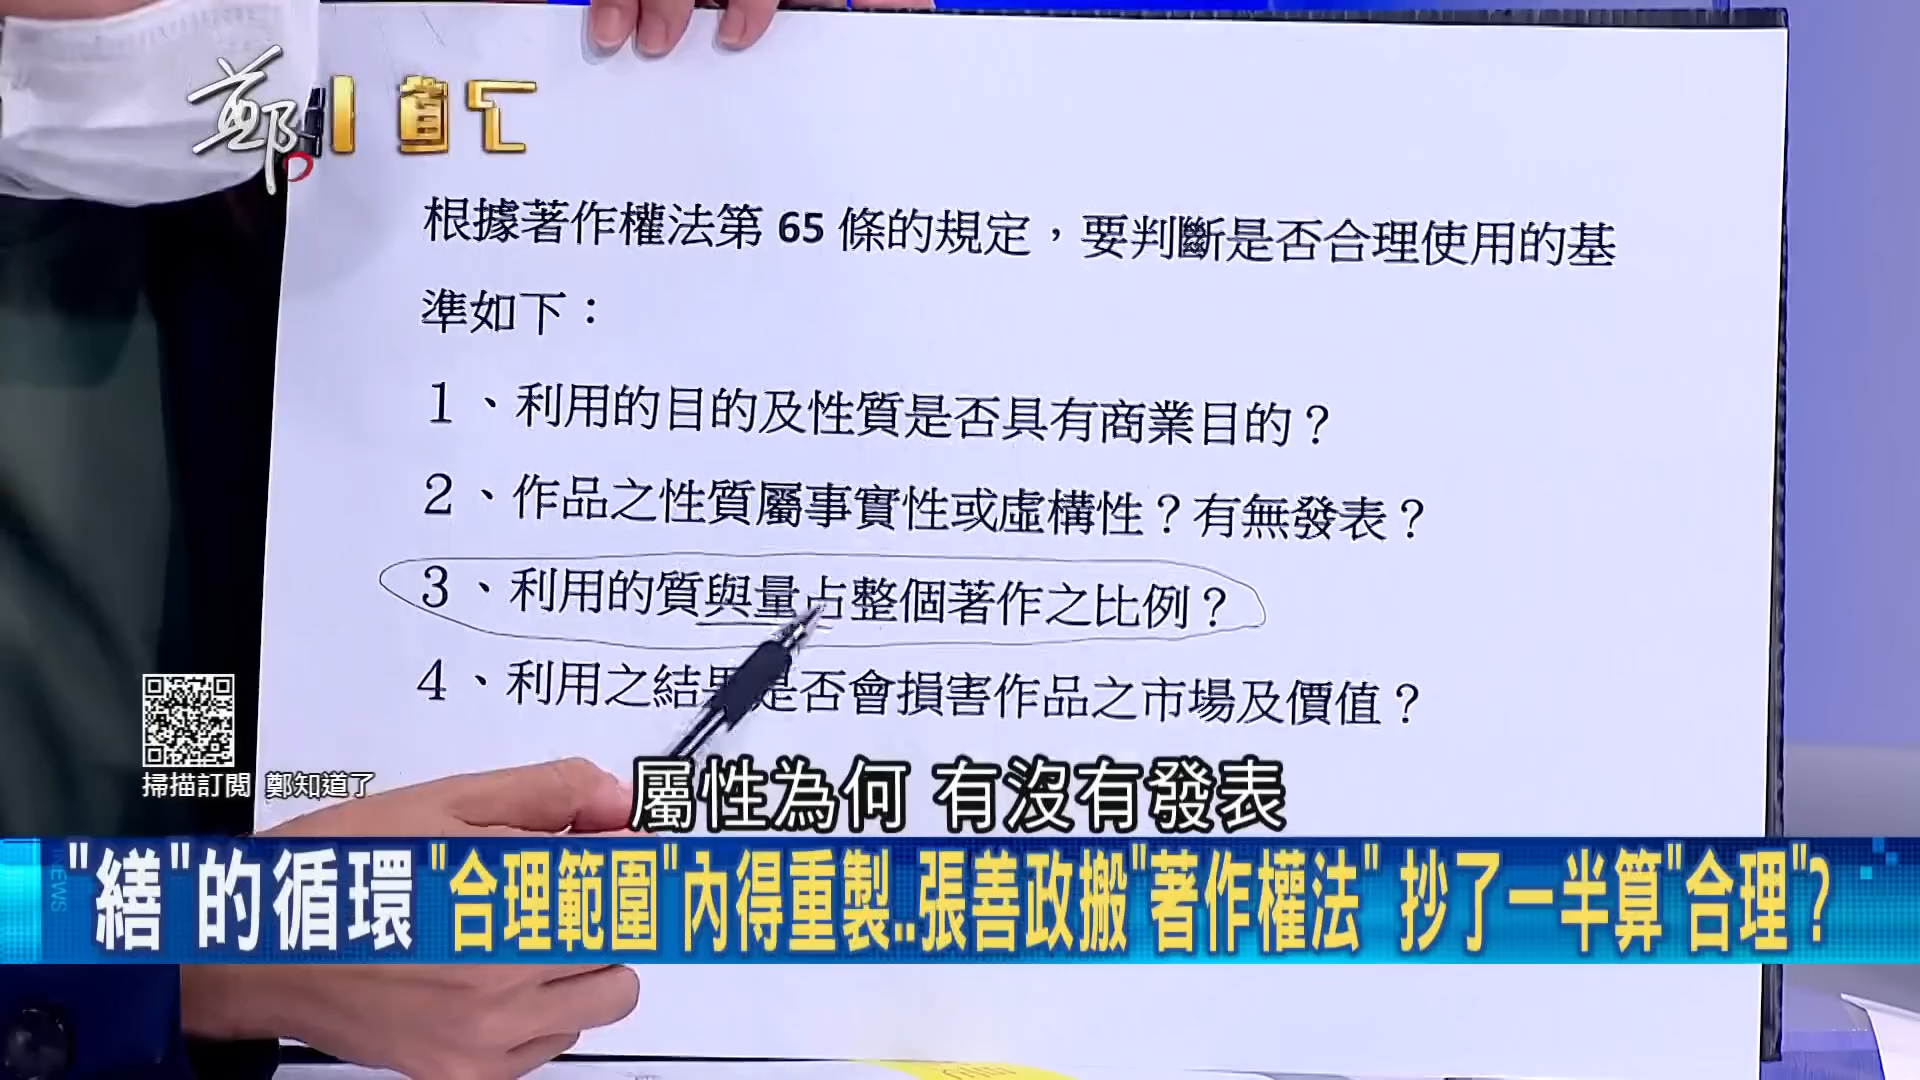 鄭
根據著作權法第 65 條的規定，要判斷是否合理使用的基
準如下：
1、利用的目的及性質是否具有商業目的？
2、作品之性質屬事實性或虛構性？有無發表？
3、利用的質與量占整個著作之比例？
4、利用之結果是否會損害作品之市場及價值？
掃描訂閱 鄭知道了
屬性為何 有沒有發表
"繕"的循環"合理範圍"內得重製..張善政搬"著作權法" 抄了一半算"合理"?
NEWS